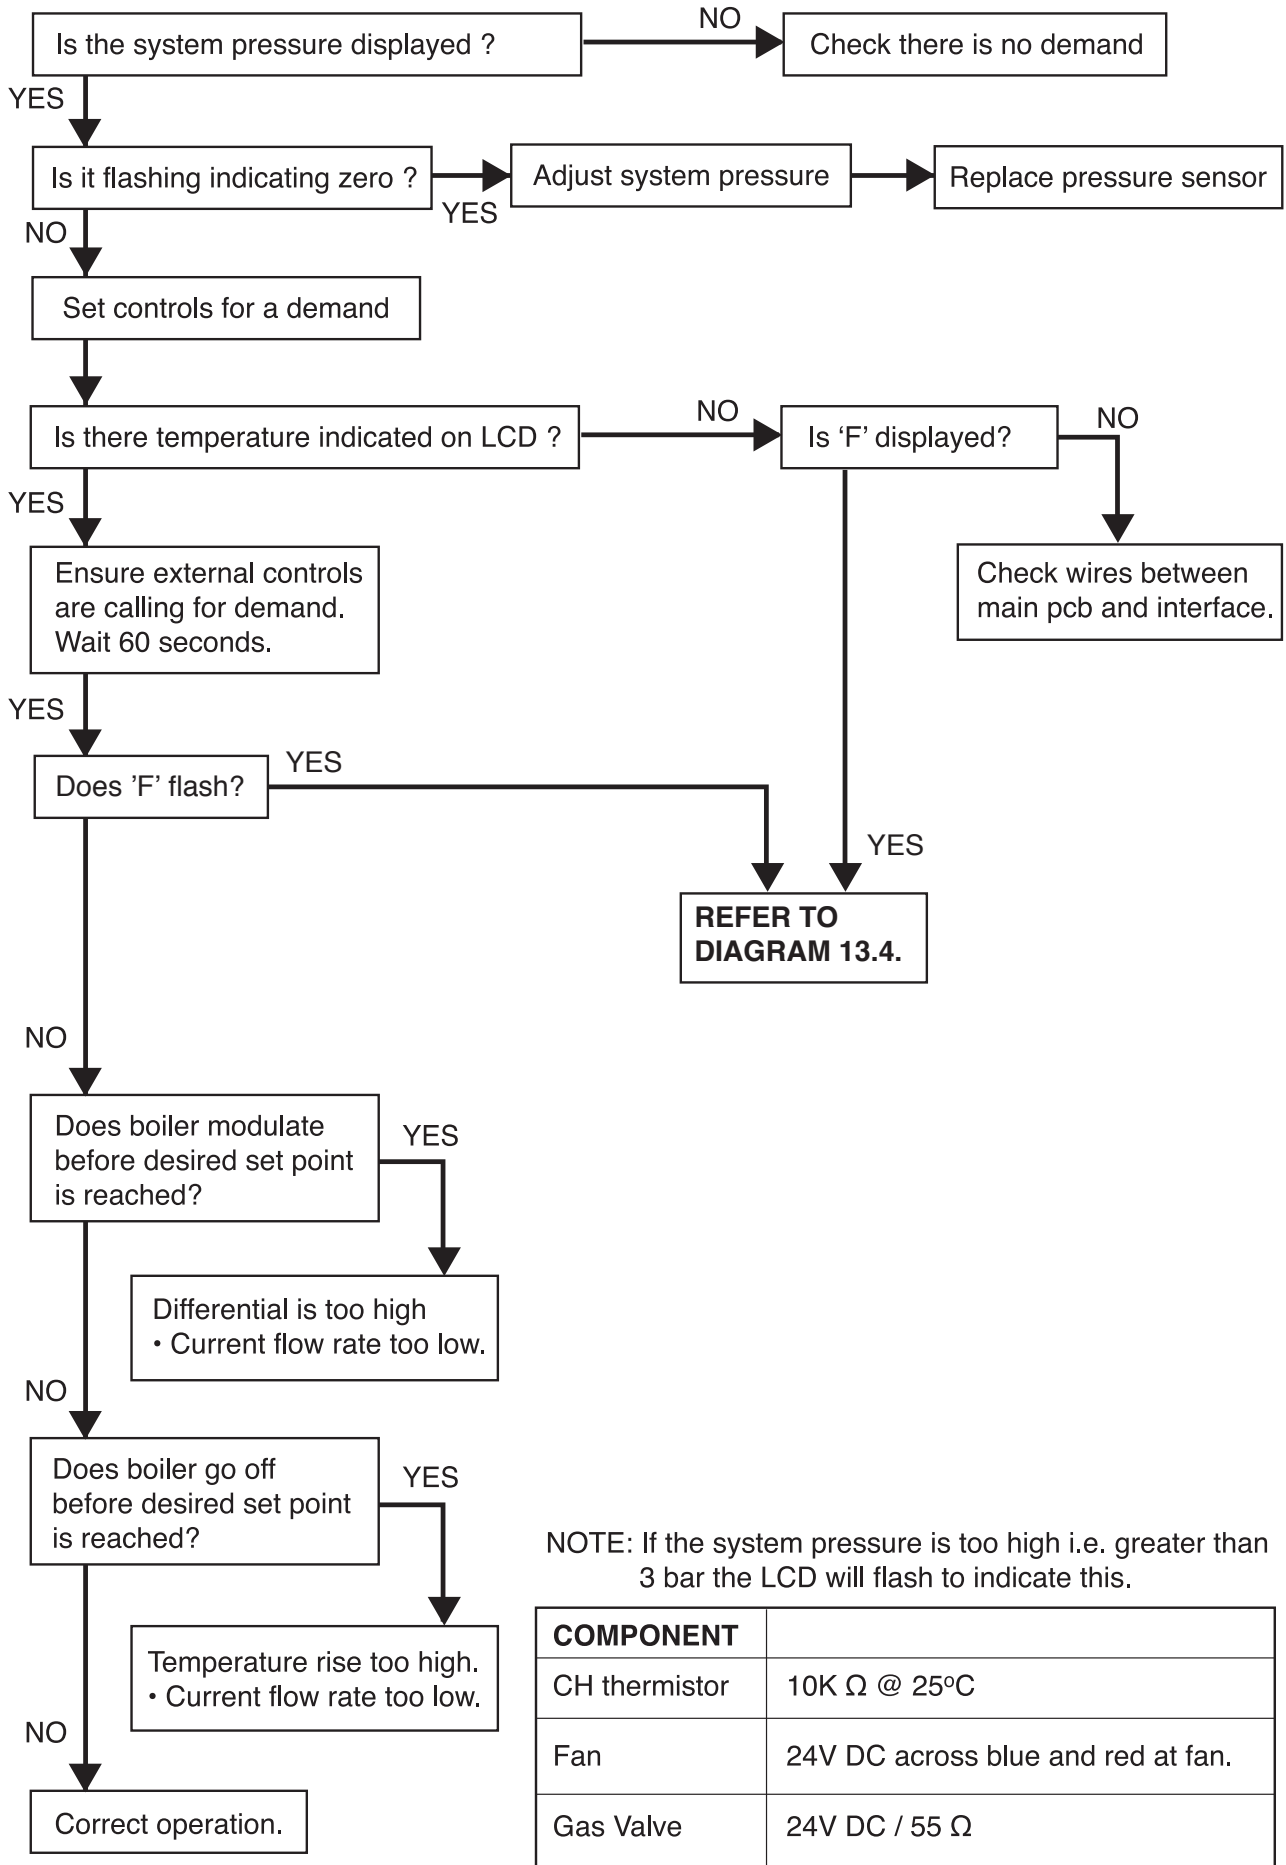 Is the system pressure displayed ?
NO
Check there is no demand
YES
Is it flashing indicating zero ?
YES
Adjust system pressure
Replace pressure sensor
NO
Set controls for a demand
Is there temperature indicated on LCD ?
NO
Is ‘F’ displayed?
NO
Check wires between
main pcb and interface.
YES
Ensure external controls
are calling for demand.
Wait 60 seconds.
YES
Does ’F’ flash?
YES
YES
REFER TO
DIAGRAM 13.4.
NO
Does boiler modulate
before desired set point
is reached?
YES
Differential is too high
• Current flow rate too low.
NO
Does boiler go off
before desired set point
is reached?
YES
Temperature rise too high.
• Current flow rate too low.
NO
Correct operation.
NOTE: If the system pressure is too high i.e. greater than
3 bar the LCD will flash to indicate this.
COMPONENT
CH thermistor 10K Ω @ 25°C
Fan 24V DC across blue and red at fan.
Gas Valve 24V DC / 55 Ω